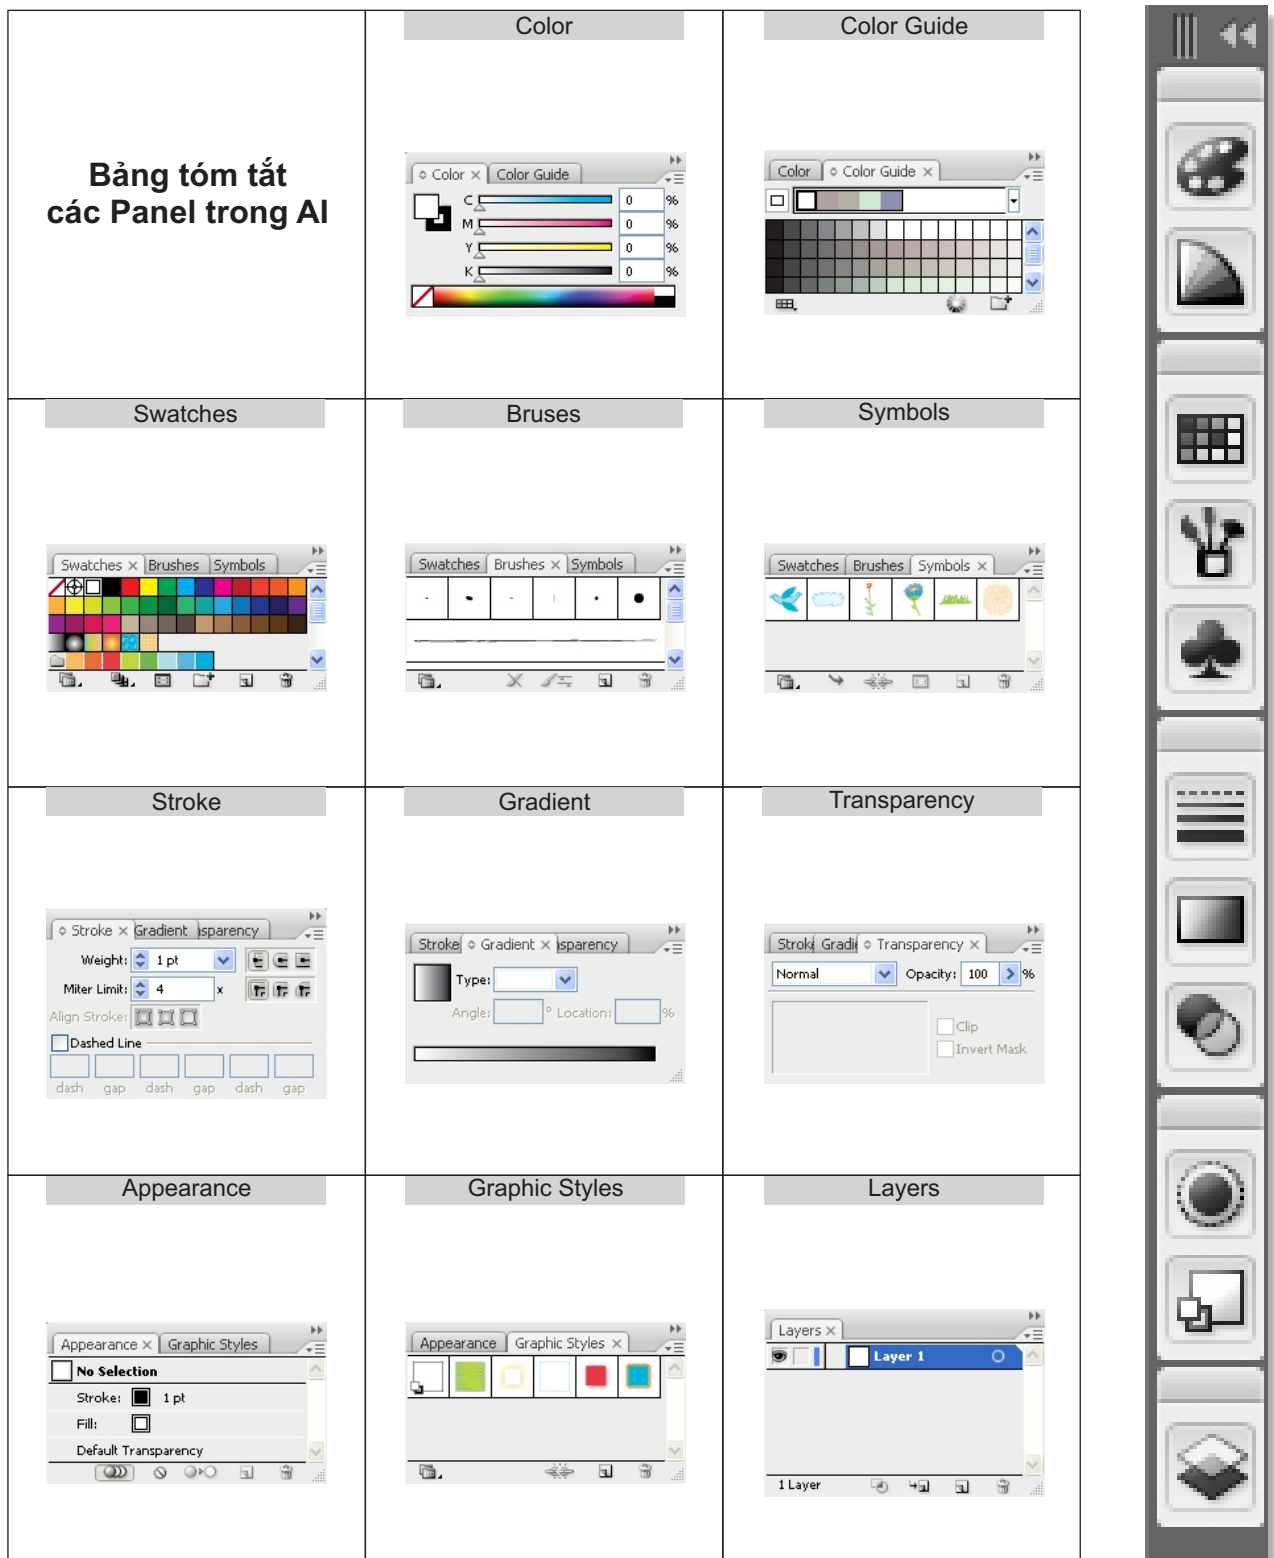 Color
Color Guide
Bảng tóm tắt
các Panel trong AI
Color × Color Guide
C 0 %
M 0 %
Y 0 %
K 0 %
Color Color Guide ×
Swatches
Bruses
Symbols
Swatches × Brushes Symbols
Swatches Brushes × Symbols
Swatches Brushes Symbols ×
Stroke
Gradient
Transparency
Stroke × Gradient sparency
Weight: 1 pt
Miter Limit: 4 x
Align Stroke:
Dashed Line
dash gap dash gap dash gap
Stroke Gradient × sparency
Type:
Angle: ° Location: %
Strok Gradi Transparency ×
Normal Opacity: 100 %
Clip
Invert Mask
Appearance
Graphic Styles
Layers
Appearance × Graphic Styles
No Selection
Stroke: 1 pt
Fill:
Default Transparency
Appearance Graphic Styles ×
Layers ×
Layer 1
1 Layer